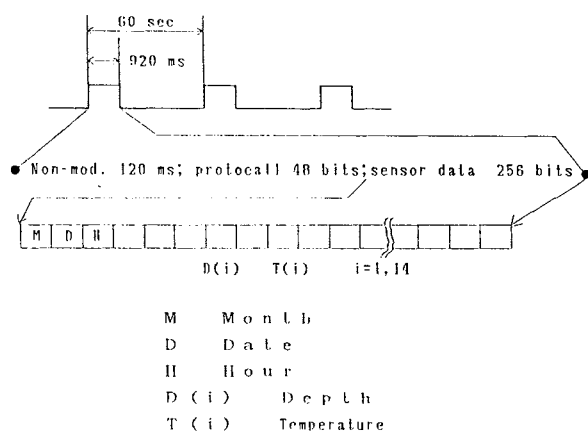 60 sec
920 ms
Non-mod. 120 ms; protocall 48 bits; sensor data 256 bits
M D H
D(i) T(i) i=1,14
M Month
D Date
H Hour
D(i) Depth
T(i) Temperature